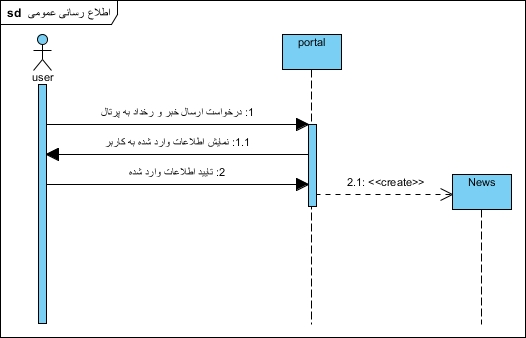 sd اطلاع رسانی عمومی
user
portal
1: درخواست ارسال خبر و رخداد به پرتال
1.1: نمایش اطلاعات وارد شده به کاربر
2: تایید اطلاعات وارد شده
2.1: <<create>>
News